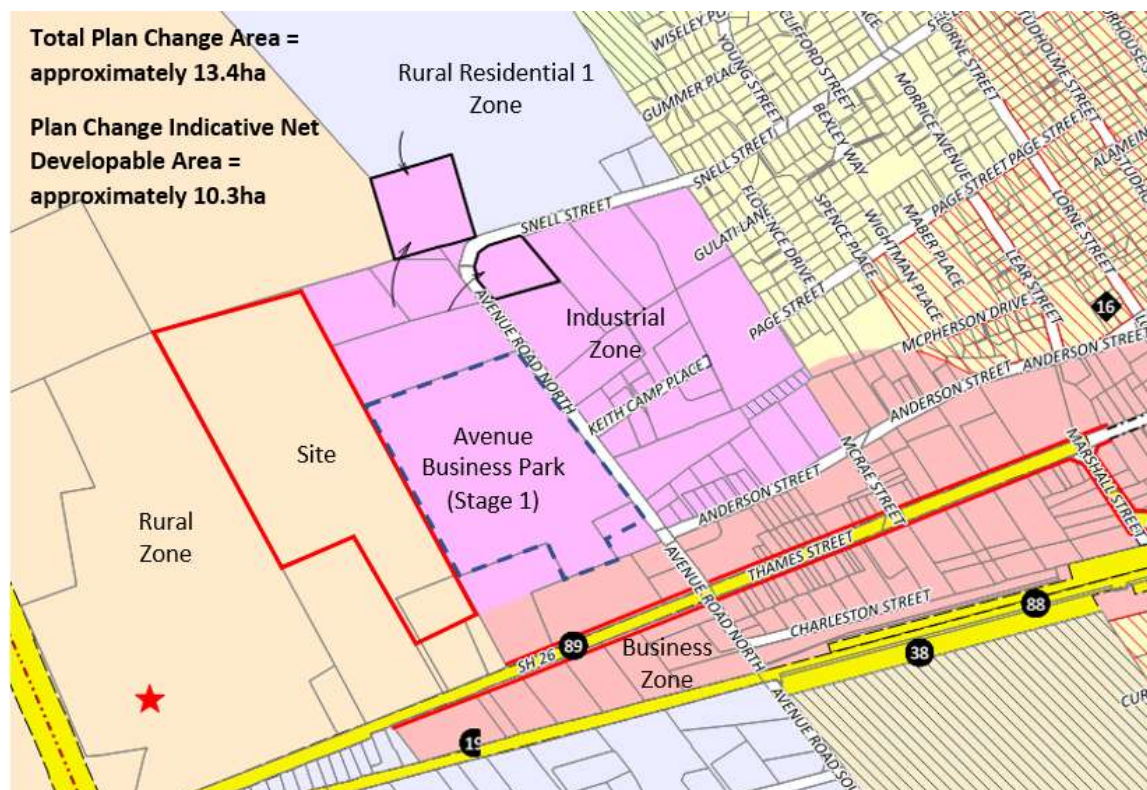 Total Plan Change Area =
approximately 13.4ha
Plan Change Indicative Net
Developable Area =
approximately 10.3ha
Rural Residential 1
Zone
Industrial
Zone
Site
Avenue
Business Park
(Stage 1)
Rural
Zone
Business
Zone
YOUNG STREET
CLIFFORD STREET
GUMMER PLACE
BEXLEY WAY
MORRICE AVENUE
LORNE STREET
STUDHOLME STREET
SNELL STREET
SNELL STREET
PAGE STREET
PAGE STREET
PAGE STREET
GULATI LANE
FLORENCE DRIVE
SPENCE PLACE
WIGHTMAN PLACE
MABER PLACE
LEAR STREET
LORNE STREET
MCPHERSON DRIVE
16
ANDERSON STREET
ANDERSON STREET
ANDERSON STREET
AVENUE ROAD NORTH
KEITH CAMP PLACE
MCRAE STREET
MARSHALL STREET
THAMES STREET
AVENUE ROAD NORTH
CHARLESTON STREET
SH 26
89
88
38
19